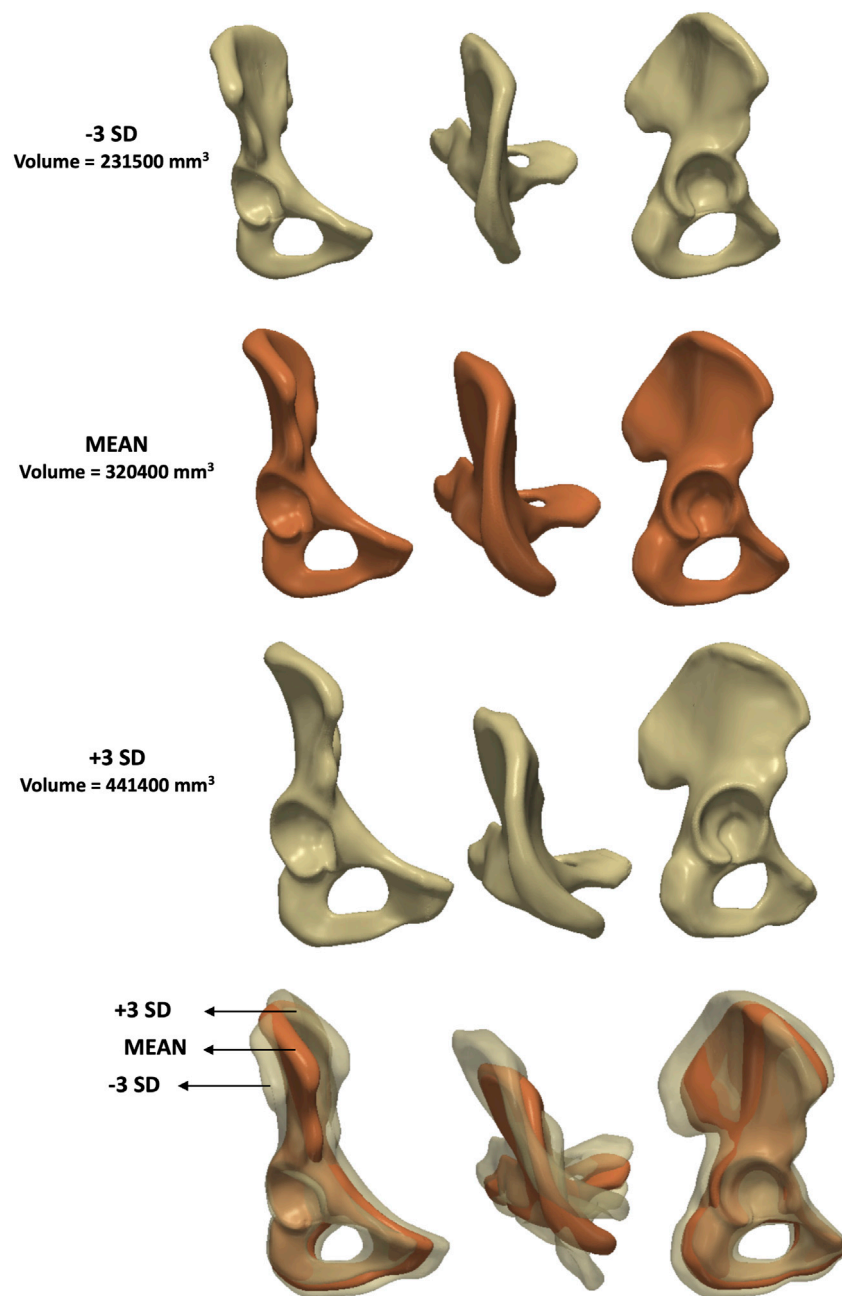 -3 SD
Volume = 231500 mm³
MEAN
Volume = 320400 mm³
+3 SD
Volume = 441400 mm³
+3 SD
MEAN
-3 SD